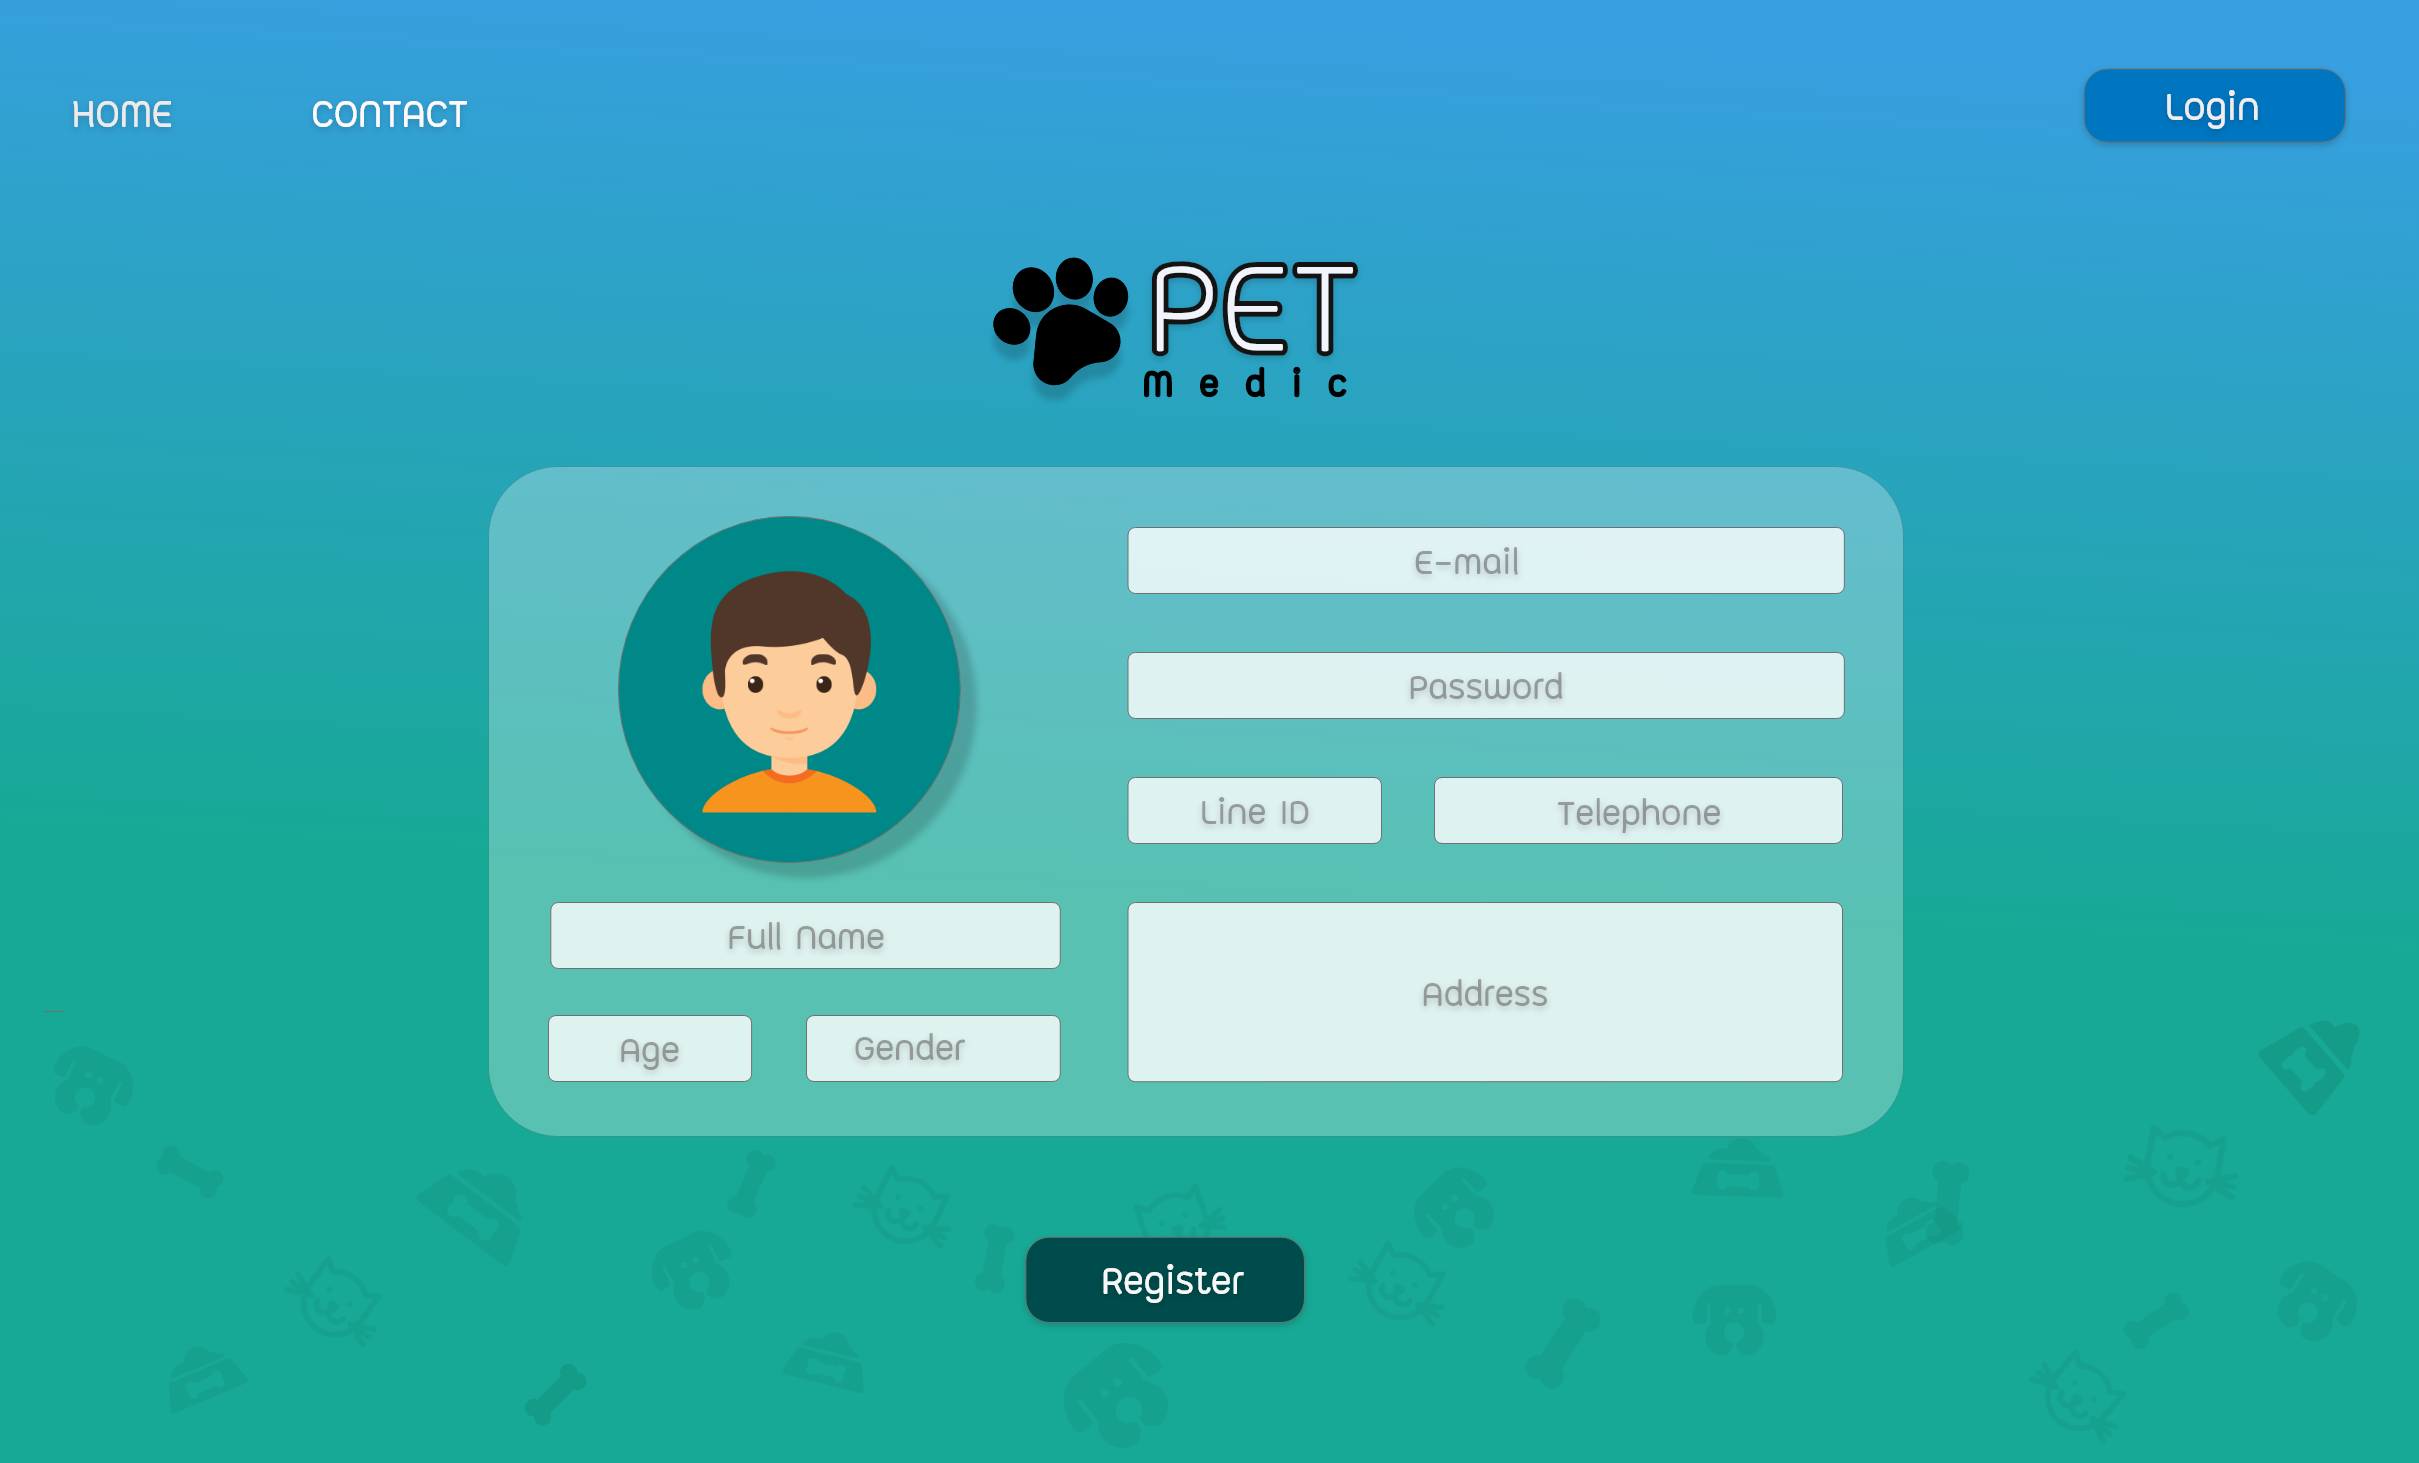 HOME
CONTACT
Login
PET
medic
E-mail
Password
Line ID
Telephone
Full Name
Address
Age
Gender
Register